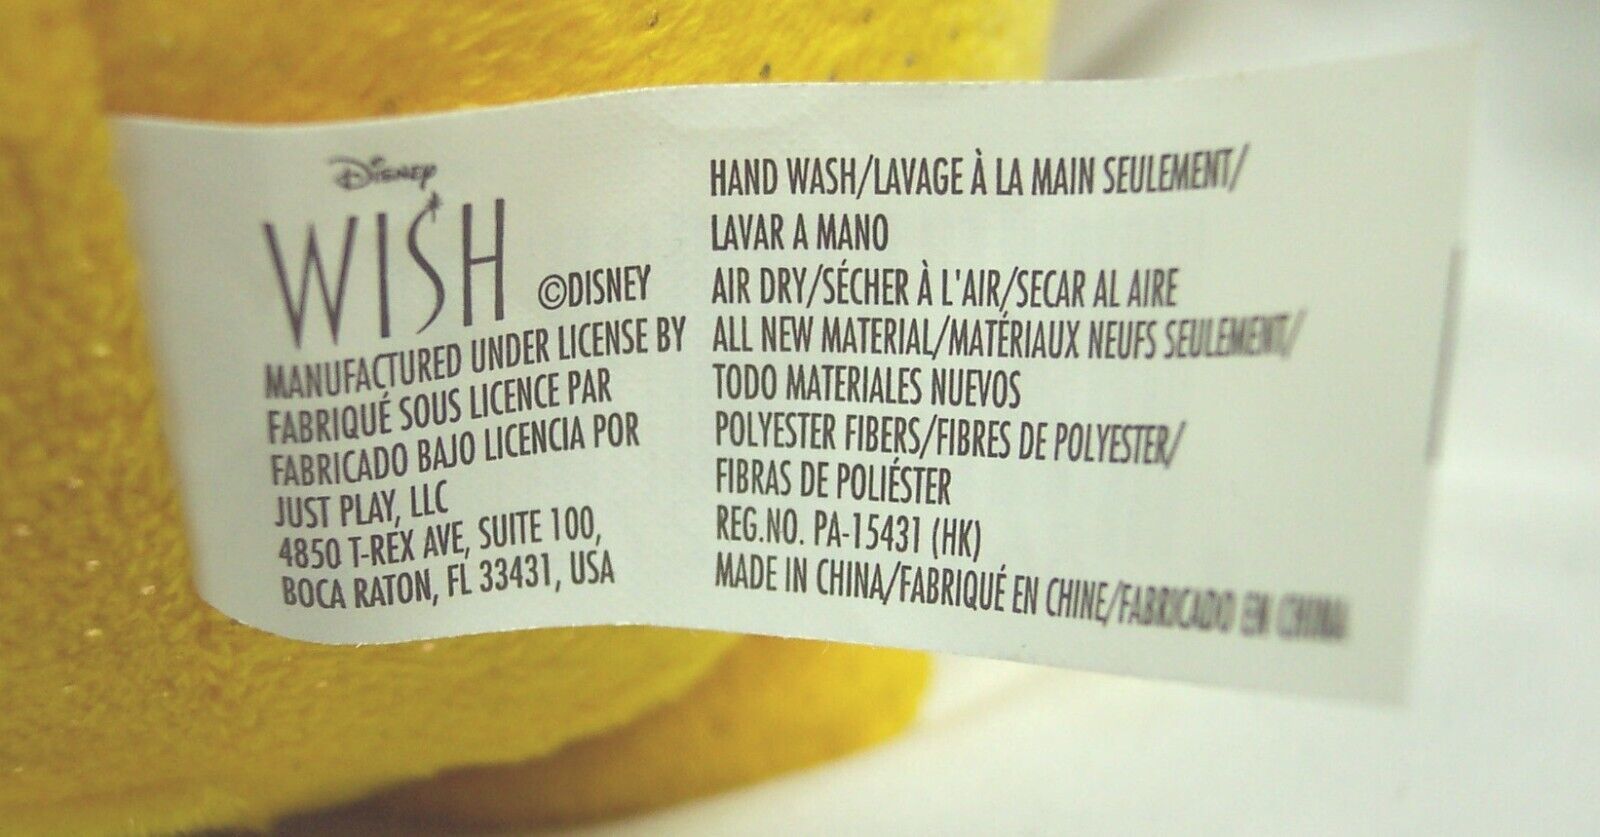 Disney
WISH ©DISNEY
MANUFACTURED UNDER LICENSE BY
FABRIQUÉ SOUS LICENCE PAR
FABRICADO BAJO LICENCIA POR
JUST PLAY, LLC
4850 T-REX AVE, SUITE 100,
BOCA RATON, FL 33431, USA
HAND WASH/LAVAGE À LA MAIN SEULEMENT/
LAVAR A MANO
AIR DRY/SÉCHER À L'AIR/SECAR AL AIRE
ALL NEW MATERIAL/MATÉRIAUX NEUFS SEULEMENT/
TODO MATERIALES NUEVOS
POLYESTER FIBERS/FIBRES DE POLYESTER/
FIBRAS DE POLIÉSTER
REG.NO. PA-15431 (HK)
MADE IN CHINA/FABRIQUÉ EN CHINE/FABRICADO EN CHINA